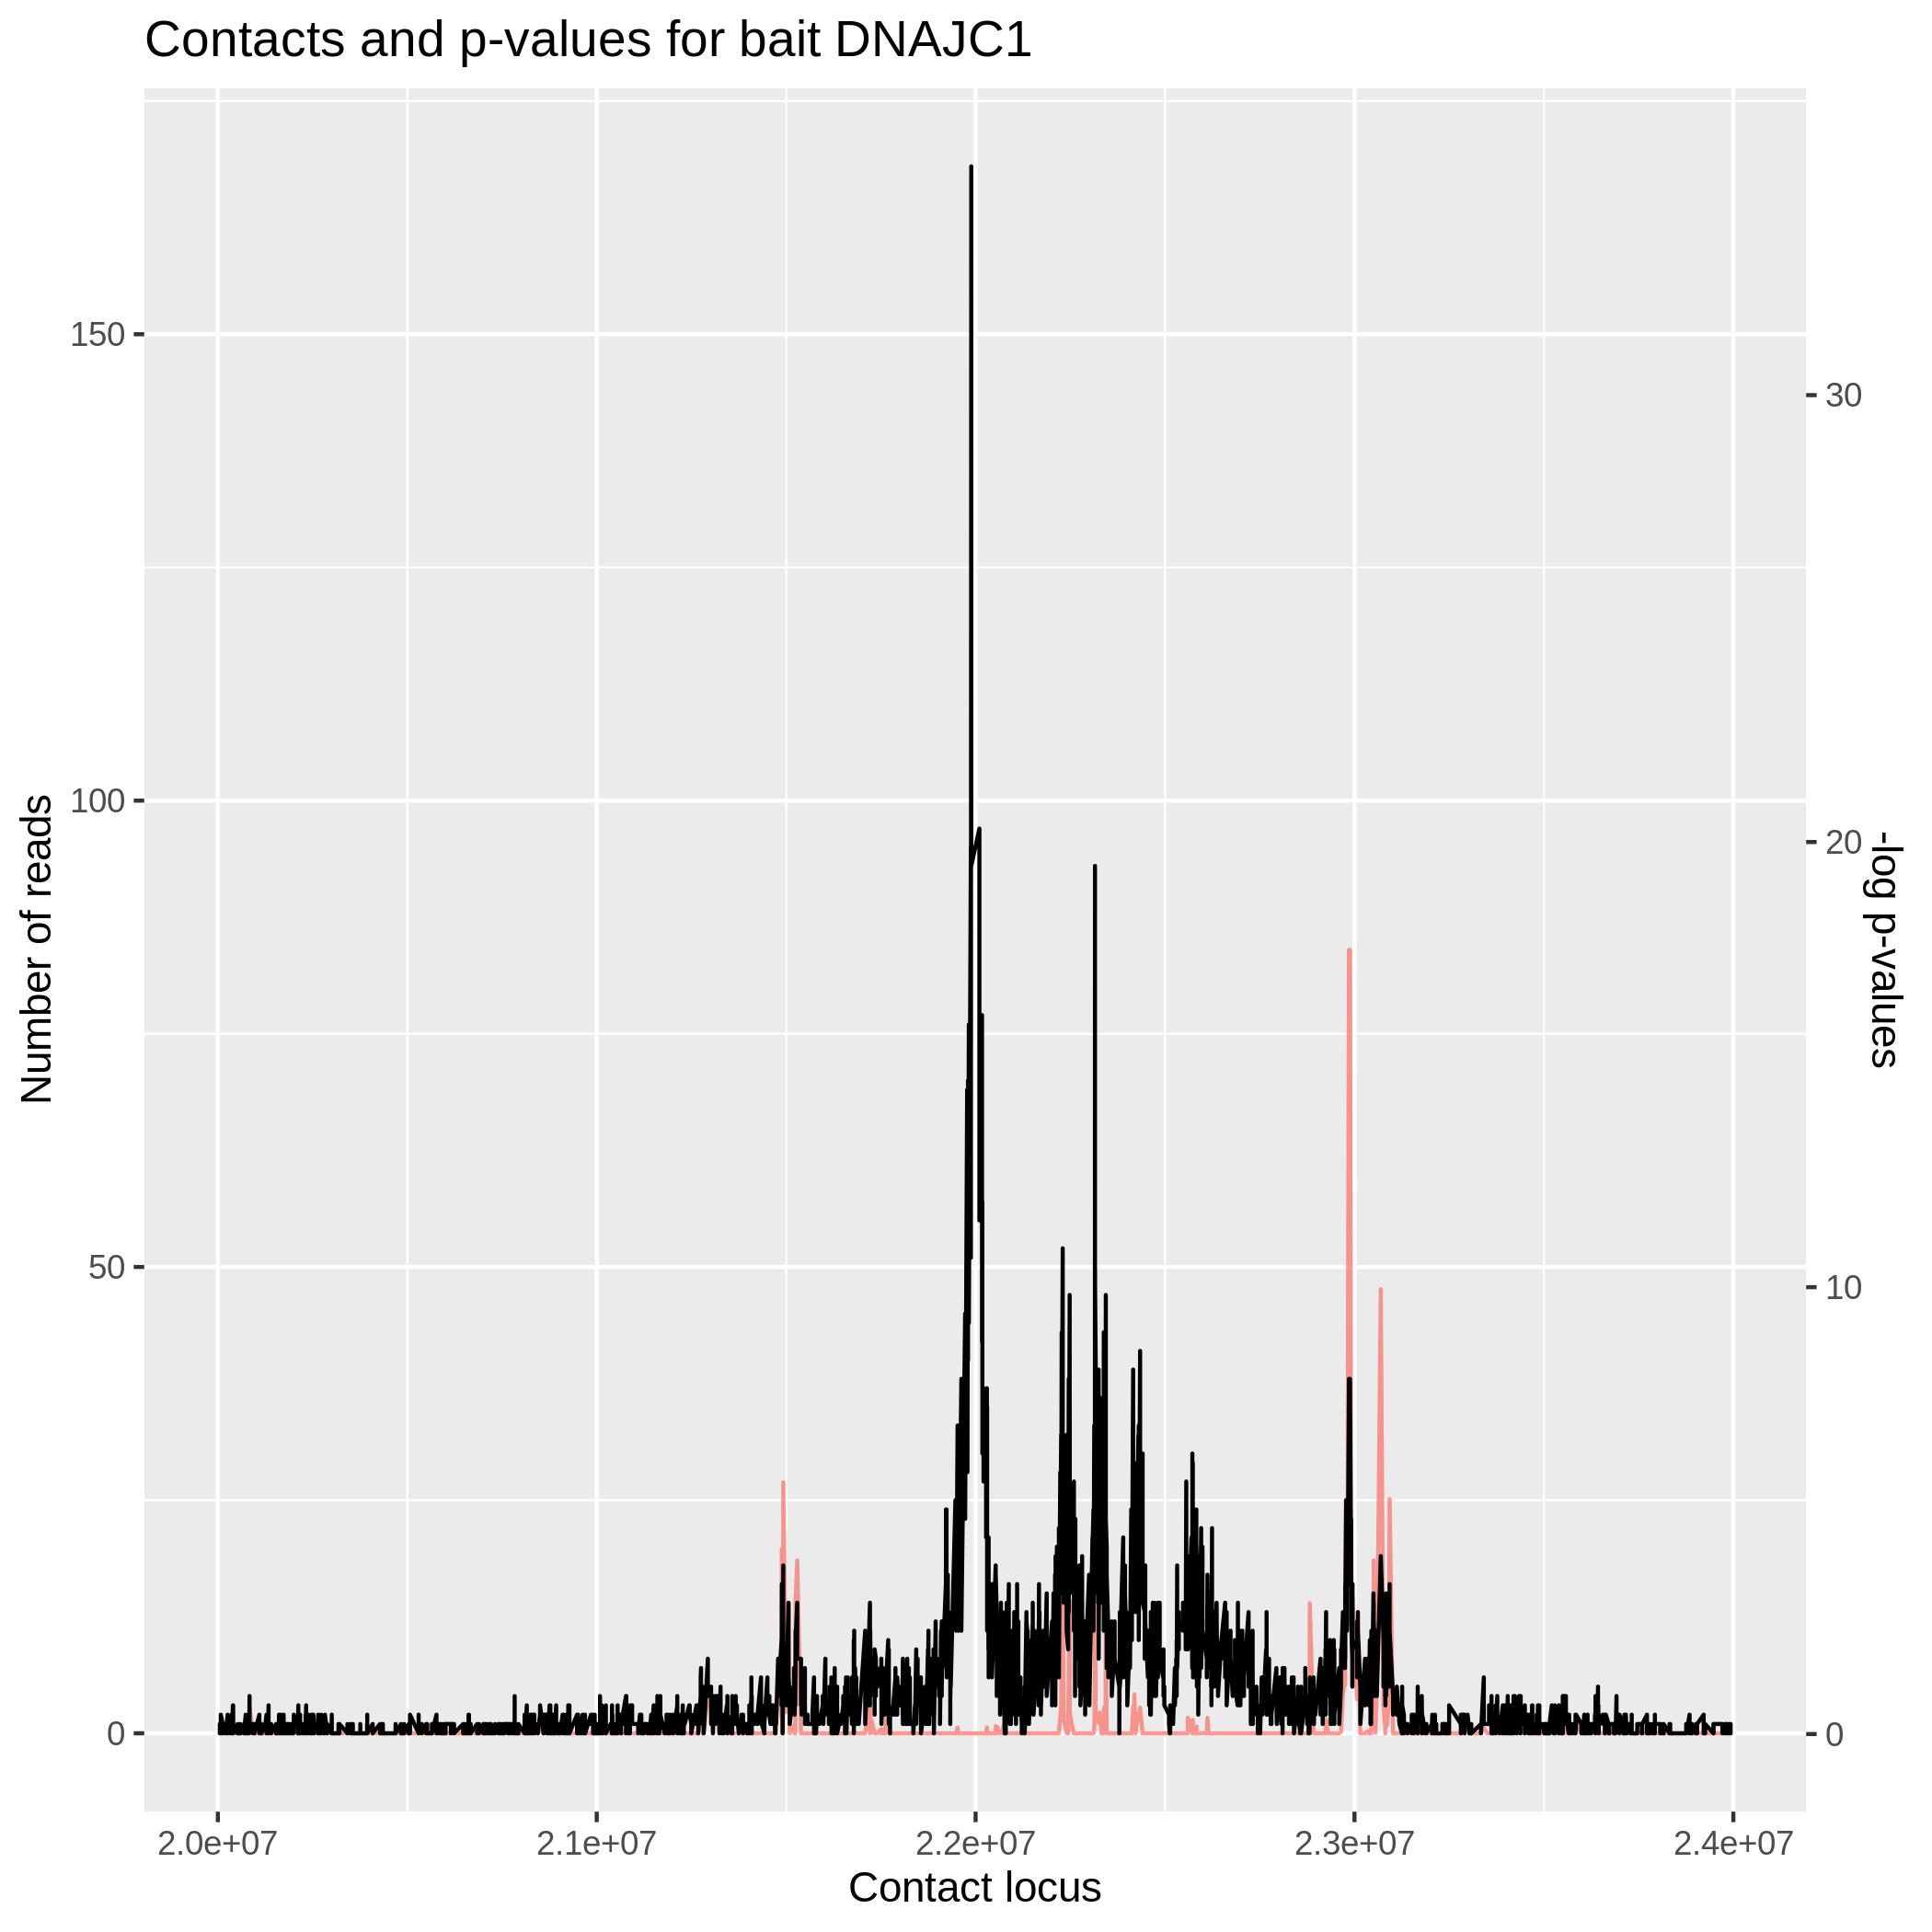 Contacts and p-values for bait DNAJC1
150
100
50
0
Number of reads
30
20
10
0
-log p-values
2.0e+07
2.1e+07
2.2e+07
2.3e+07
2.4e+07
Contact locus